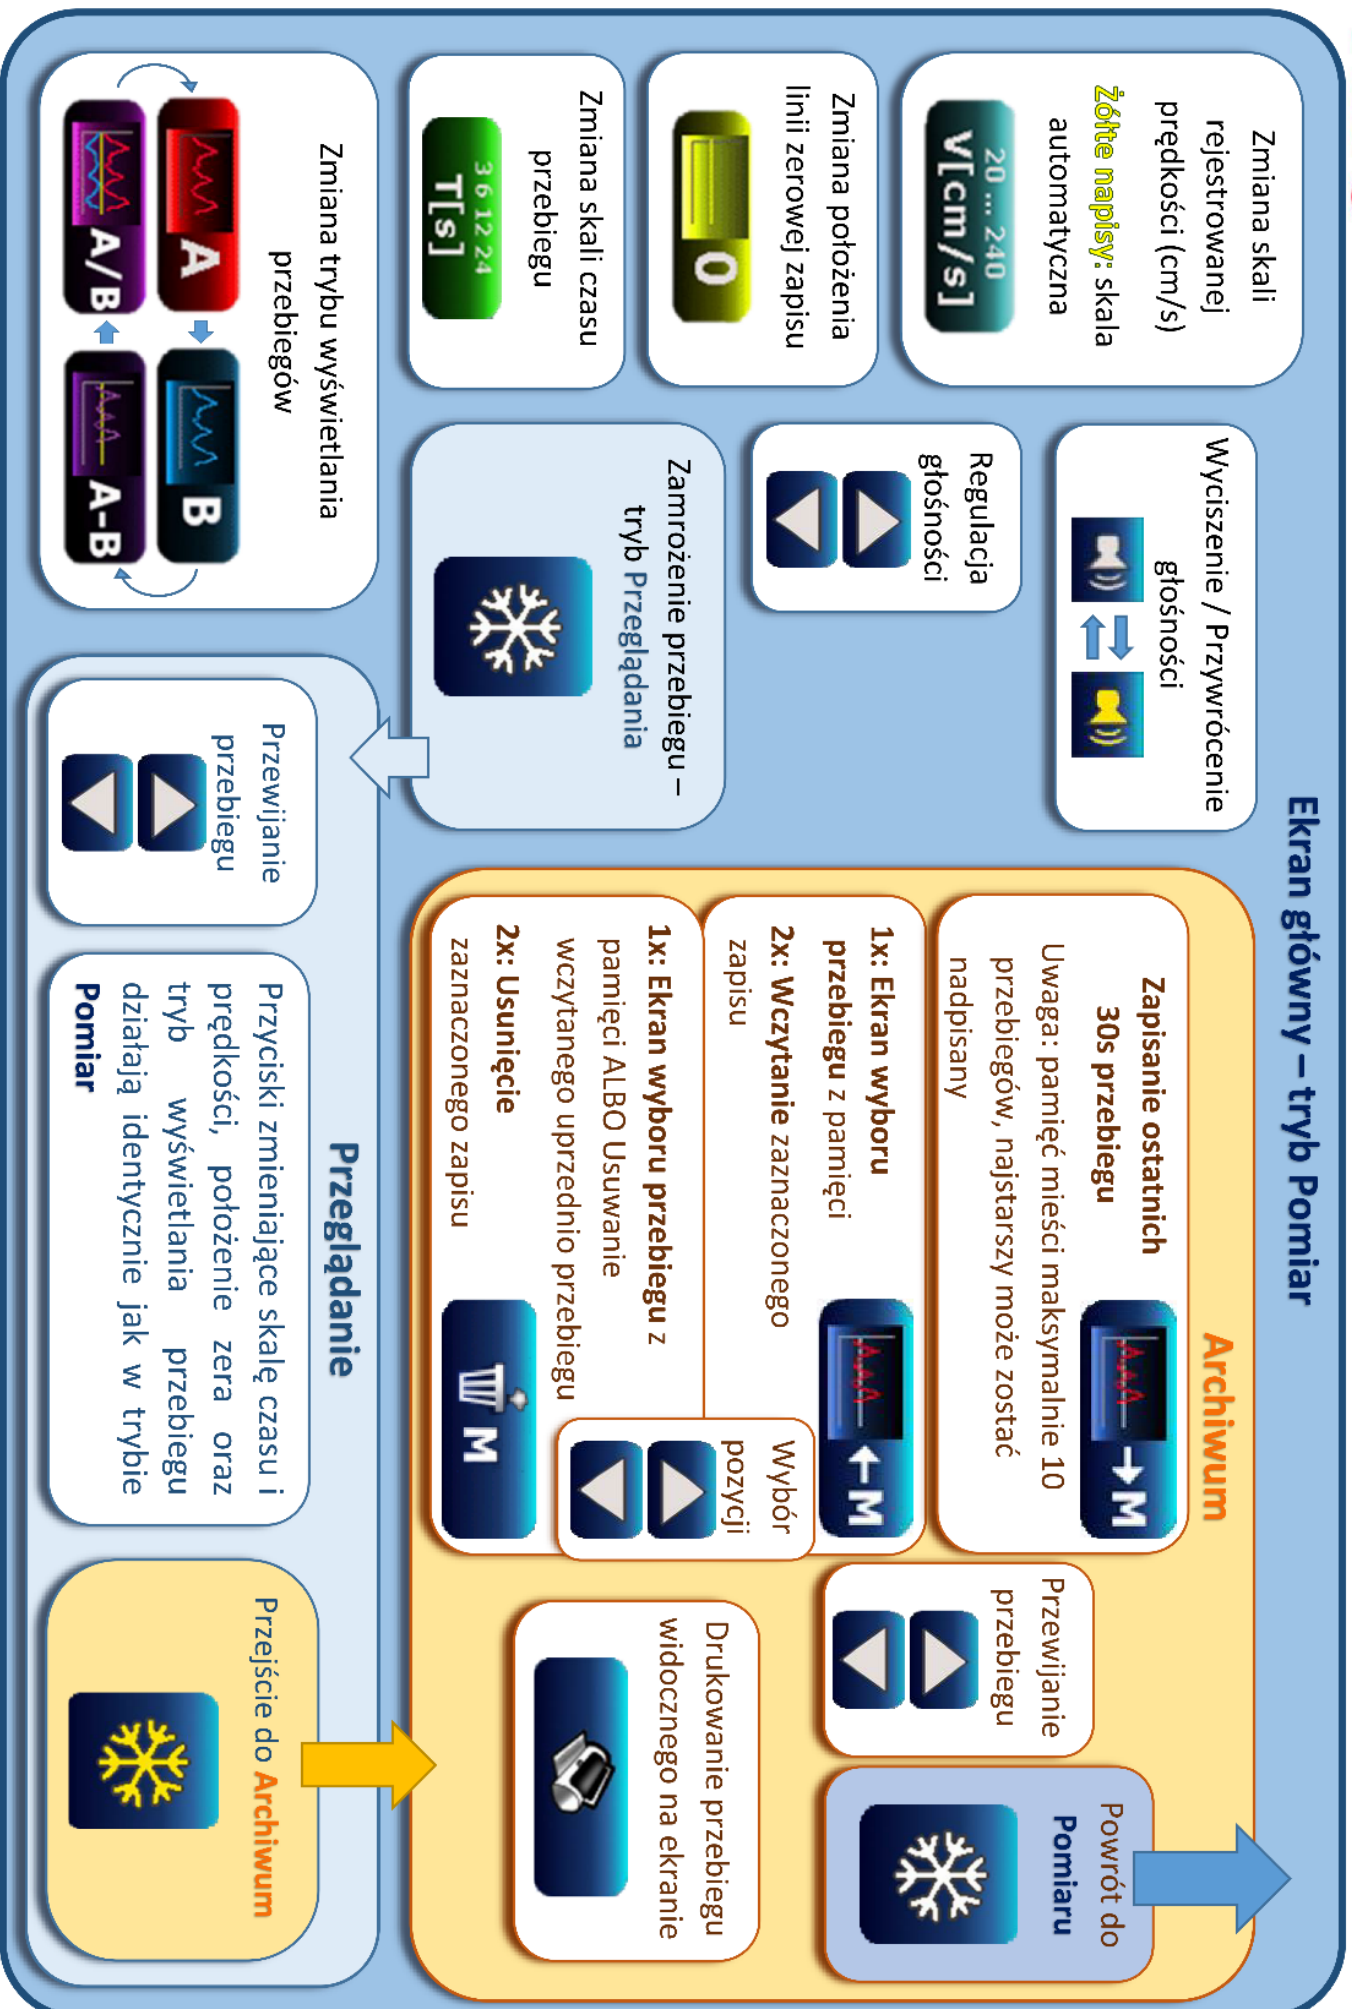 Ekran główny – tryb Pomiar
Zmiana skali
rejestrowanej
prędkości (cm/s)
Żółte napisy: skala
automatyczna
20 ... 240
V[cm/s]
Zmiana położenia
linii zerowej zapisu
0
Zmiana skali czasu
przebiegu
3 6 12 24
T[s]
Zmiana trybu wyświetlania
przebiegów
A
B
A/B
A-B
Wyciszenie / Przywrócenie
głośności
Regulacja
głośności
Zamrożenie przebiegu –
tryb Przeglądania
Archiwum
Zapisanie ostatnich
30s przebiegu
→M
Uwaga: pamięć mieści maksymalnie 10
przebiegów, najstarszy może zostać
nadpisany
1x: Ekran wyboru
przebiegu z pamięci
2x: Wczytanie zaznaczonego
zapisu
←M
1x: Ekran wyboru przebiegu z
pamięci ALBO Usuwanie
wczytanego uprzednio przebiegu
2x: Usunięcie
zaznaczonego zapisu
M
Wybór
pozycji
Przewijanie
przebiegu
Powrót do
Pomiaru
Drukowanie przebiegu
widocznego na ekranie
Przeglądanie
Przewijanie
przebiegu
Przyciski zmieniające skalę czasu i
prędkości, położenie zera oraz
tryb wyświetlania przebiegu
działają identycznie jak w trybie
Pomiar
Przejście do Archiwum